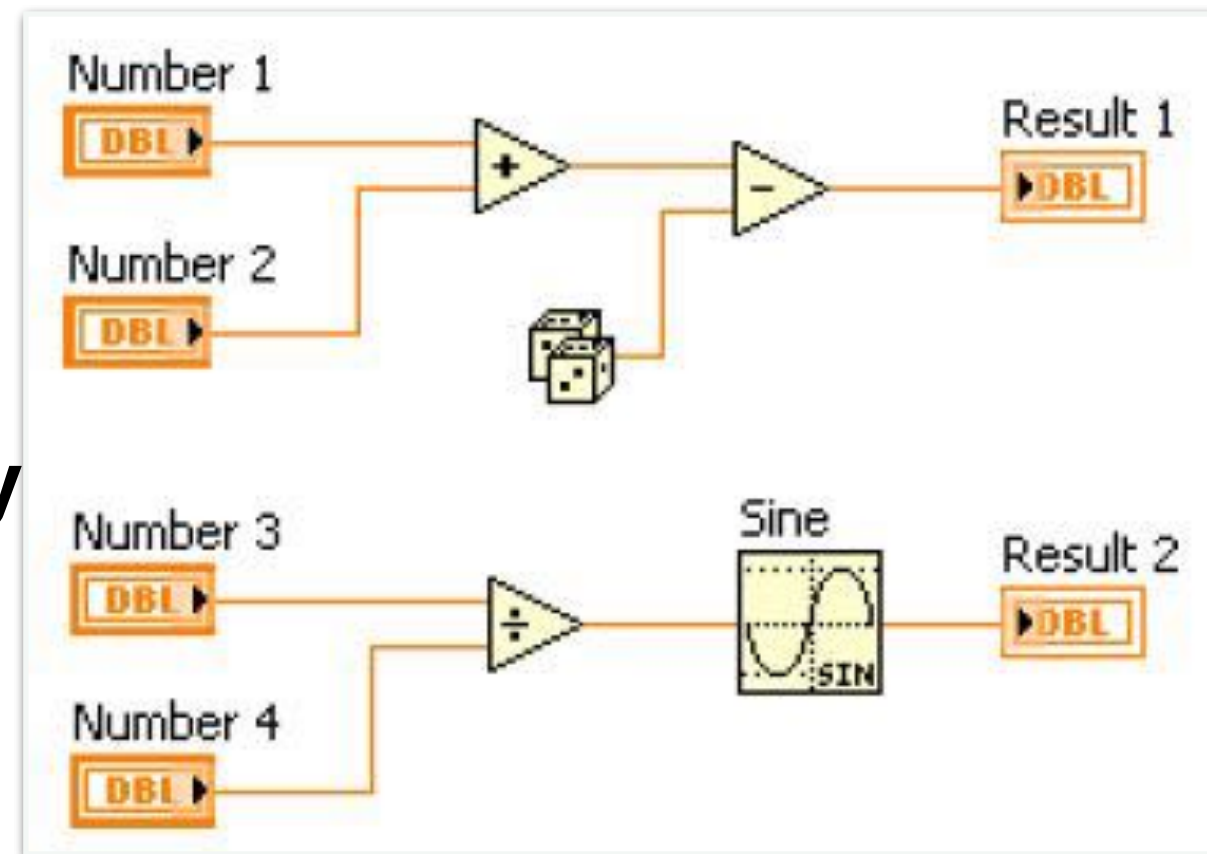 Number 1
DBL
+
-
Result 1
DBL
Number 2
DBL
y
Number 3
DBL
÷
Sine
SIN
Result 2
DBL
Number 4
DBL